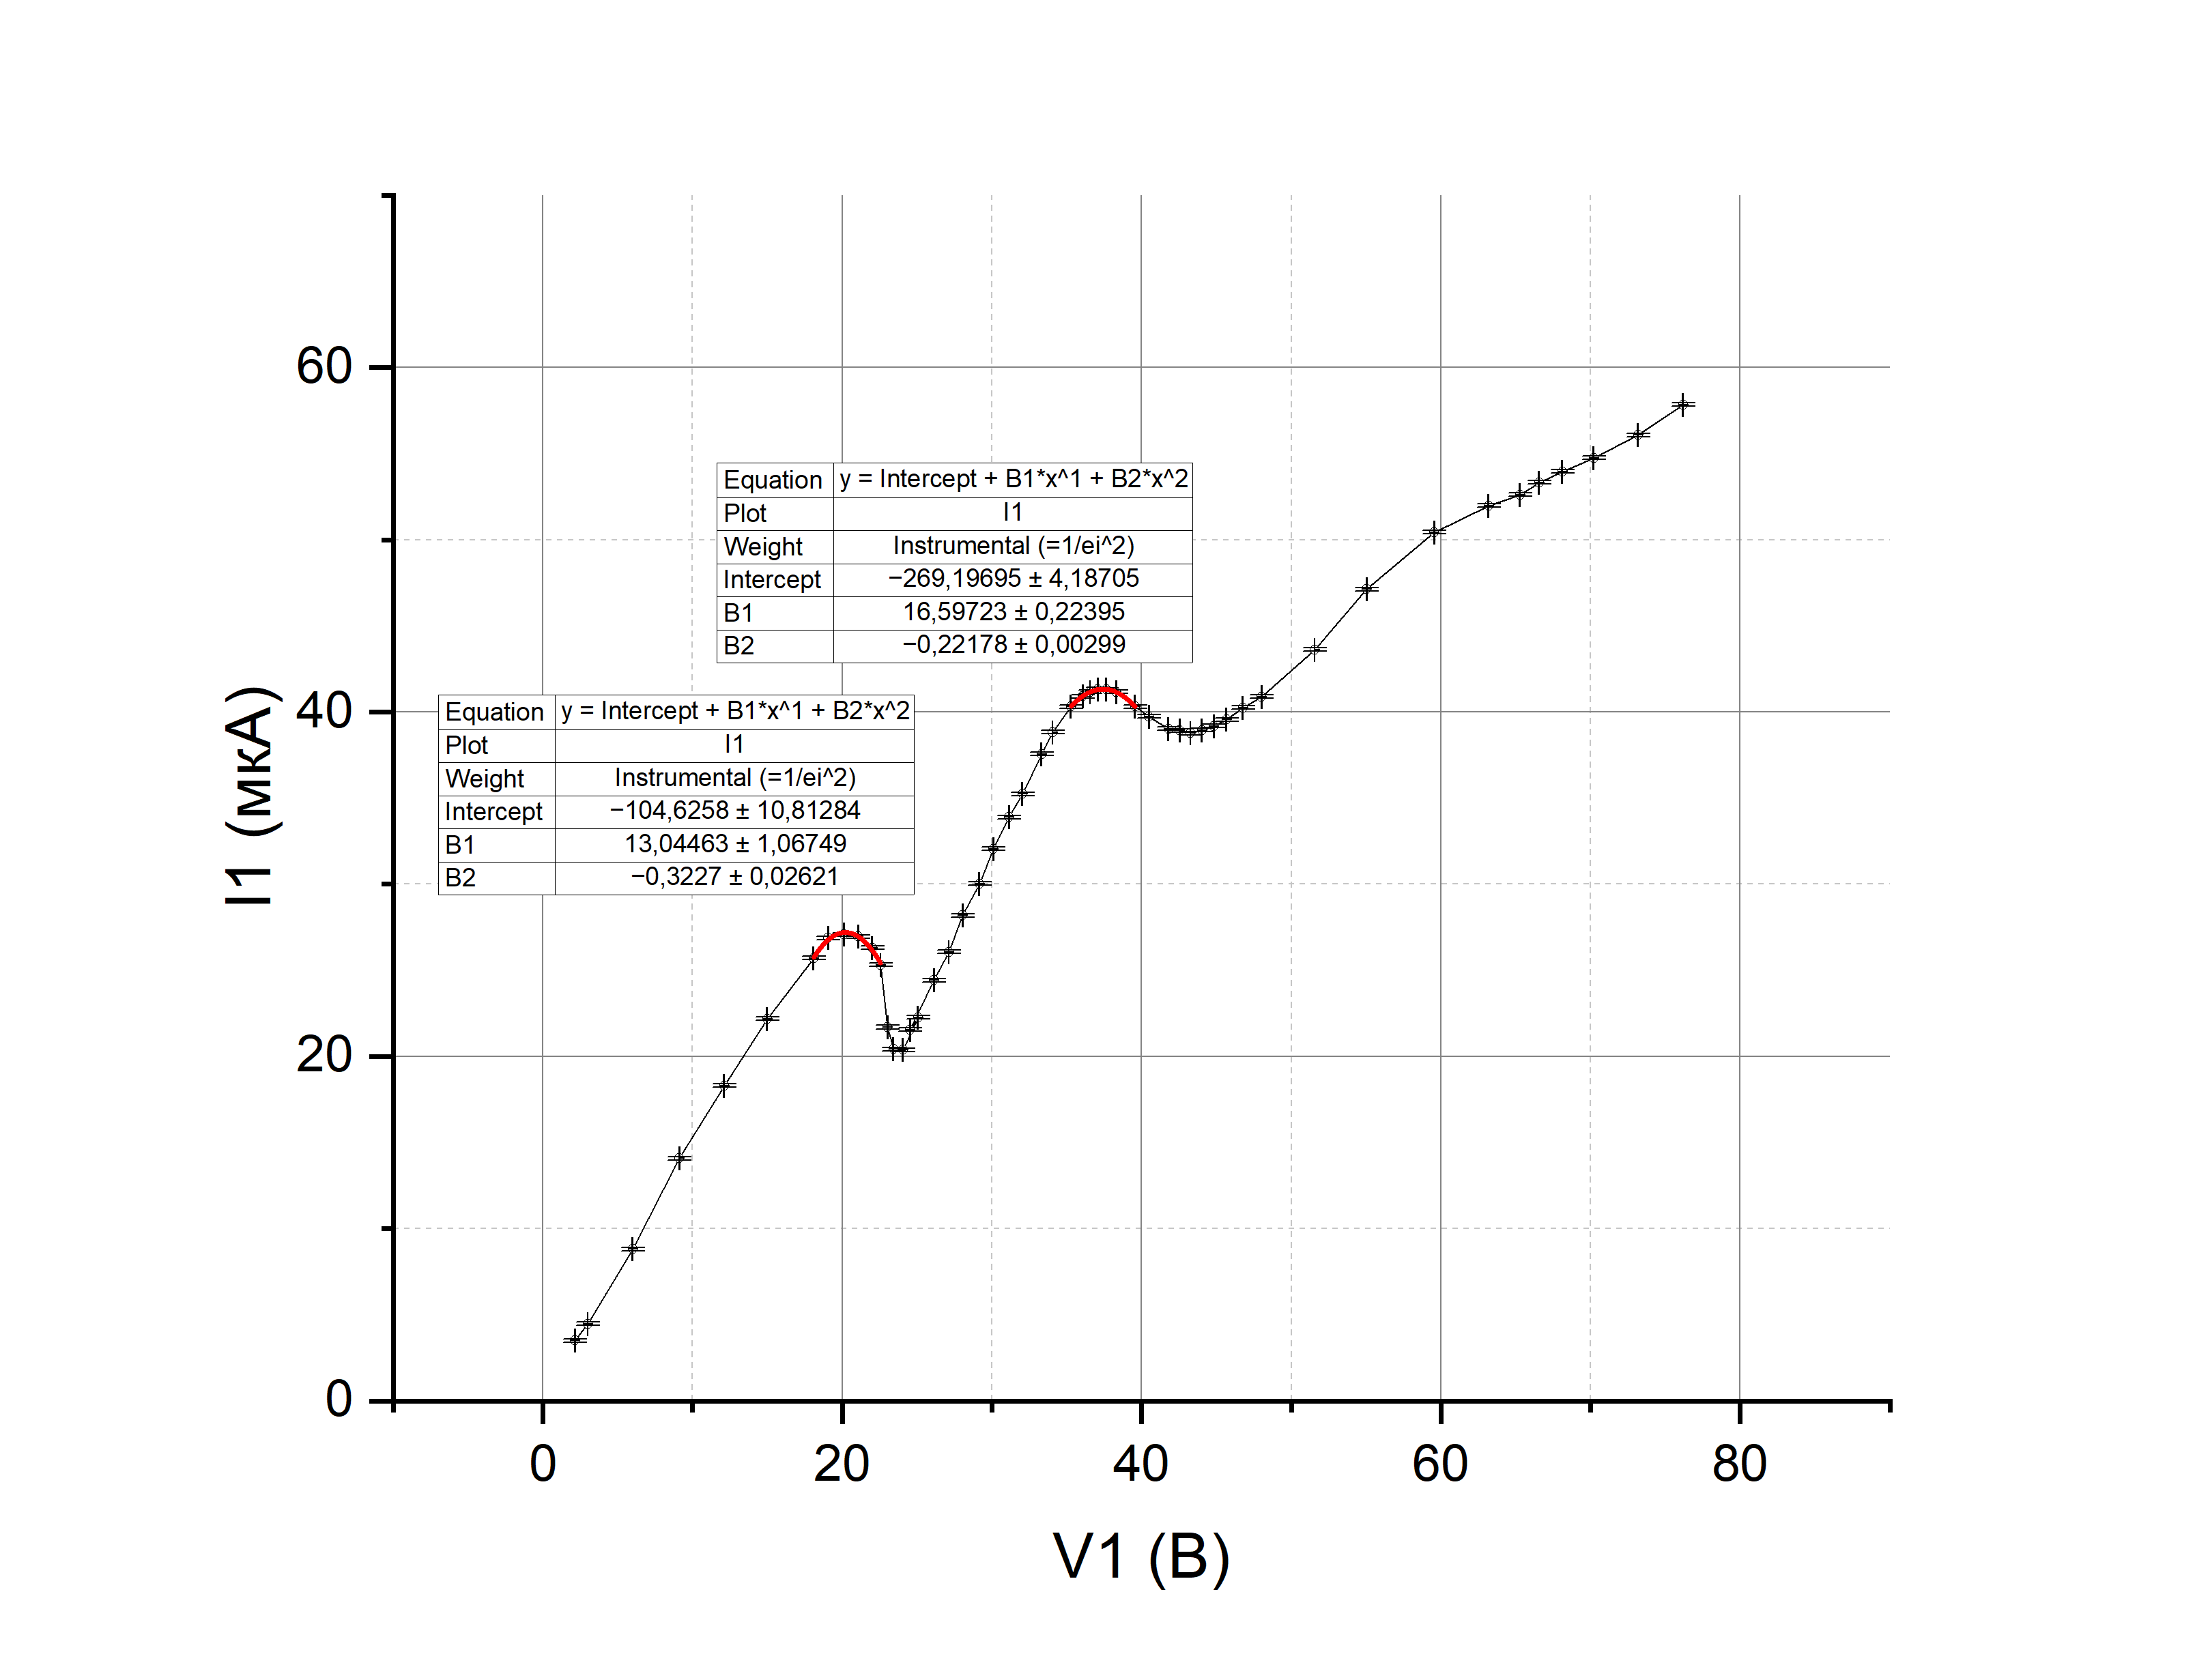 60
Equation y = Intercept + B1*x^1 + B2*x^2
Plot I1
Weight Instrumental (=1/ei^2)
Intercept −269,19695 ± 4,18705
B1 16,59723 ± 0,22395
B2 −0,22178 ± 0,00299
40
Equation y = Intercept + B1*x^1 + B2*x^2
Plot I1
Weight Instrumental (=1/ei^2)
Intercept −104,6258 ± 10,81284
B1 13,04463 ± 1,06749
B2 −0,3227 ± 0,02621
I1 (мкА)
20
0
0 20 40 60 80
V1 (В)